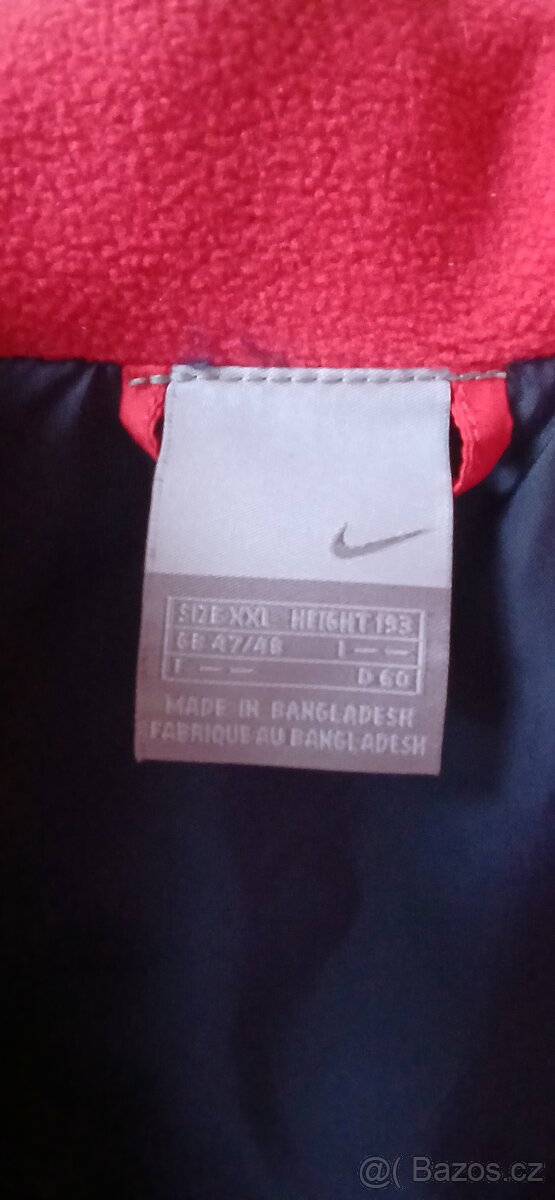 SIZE XXL HEIGHT 193
GB 47/48 I — —
F — — D 60
MADE IN BANGLADESH
FABRIQUE AU BANGLADESH
@( Bazos.cz